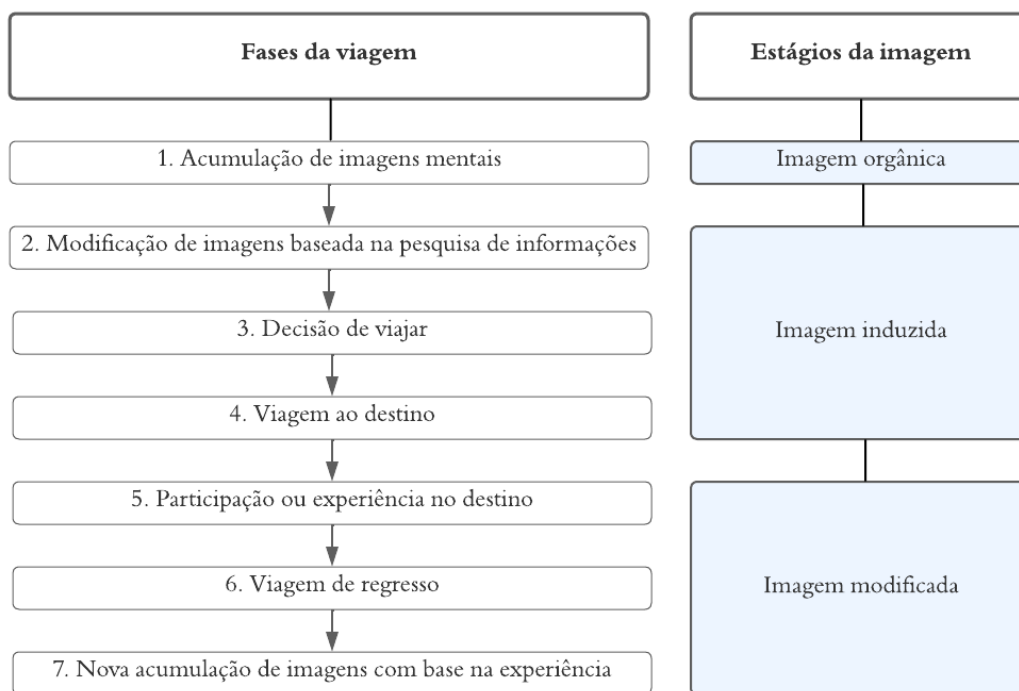 Fases da viagem
Estágios da imagem
1. Acumulação de imagens mentais
Imagem orgânica
2. Modificação de imagens baseada na pesquisa de informações
3. Decisão de viajar
Imagem induzida
4. Viagem ao destino
5. Participação ou experiência no destino
6. Viagem de regresso
Imagem modificada
7. Nova acumulação de imagens com base na experiência